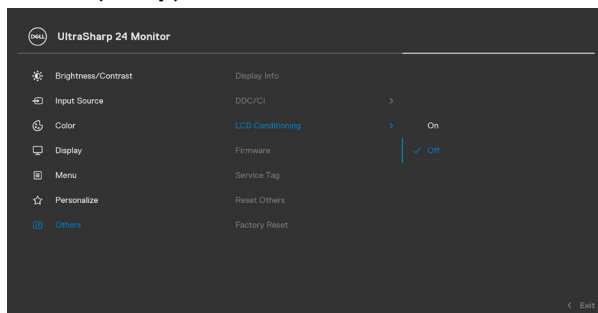 DELL UltraSharp 24 Monitor
Brightness/Contrast Display Info
Input Source DDC/CI >
Color LCD Conditioning > On
Display Firmware ✓ Off
Menu Service Tag
Personalize Reset Others
Others Factory Reset
< Exit